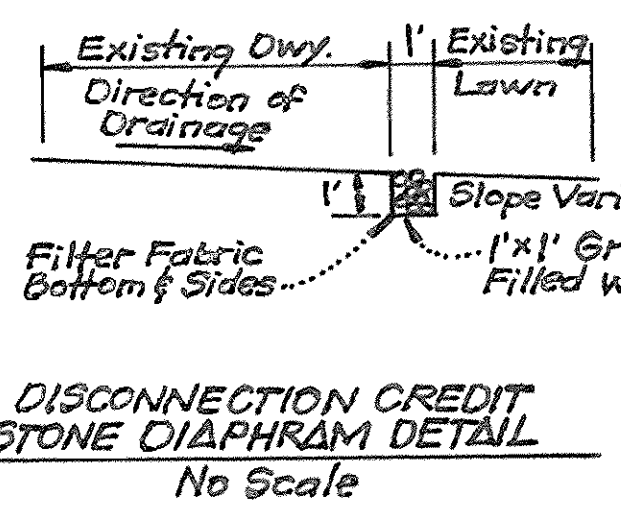 Existing Dwy.
1'
Existing
Lawn
Direction of
Drainage
1'
Slope
Filter Fabric
Bottom & Sides
1'x1'
Filled
DISCONNECTION CREDIT
STONE DIAPHRAM DETAIL
No Scale